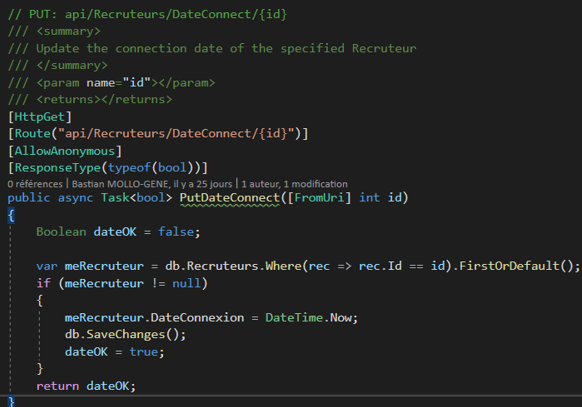 // PUT: api/Recruteurs/DateConnect/{id}
/// <summary>
/// Update the connection date of the specified Recruteur
/// </summary>
/// <param name="id"></param>
/// <returns></returns>
[HttpGet]
[Route("api/Recruteurs/DateConnect/{id}")]
[AllowAnonymous]
[ResponseType(typeof(bool))]
0 références | Bastian MOLLO-GENE, il y a 25 jours | 1 auteur, 1 modification
public async Task<bool> PutDateConnect([FromUri] int id)
{
    Boolean dateOK = false;
    var meRecruteur = db.Recruteurs.Where(rec => rec.Id == id).FirstOrDefault();
    if (meRecruteur != null)
    {
        meRecruteur.DateConnexion = DateTime.Now;
        db.SaveChanges();
        dateOK = true;
    }
    return dateOK;
}